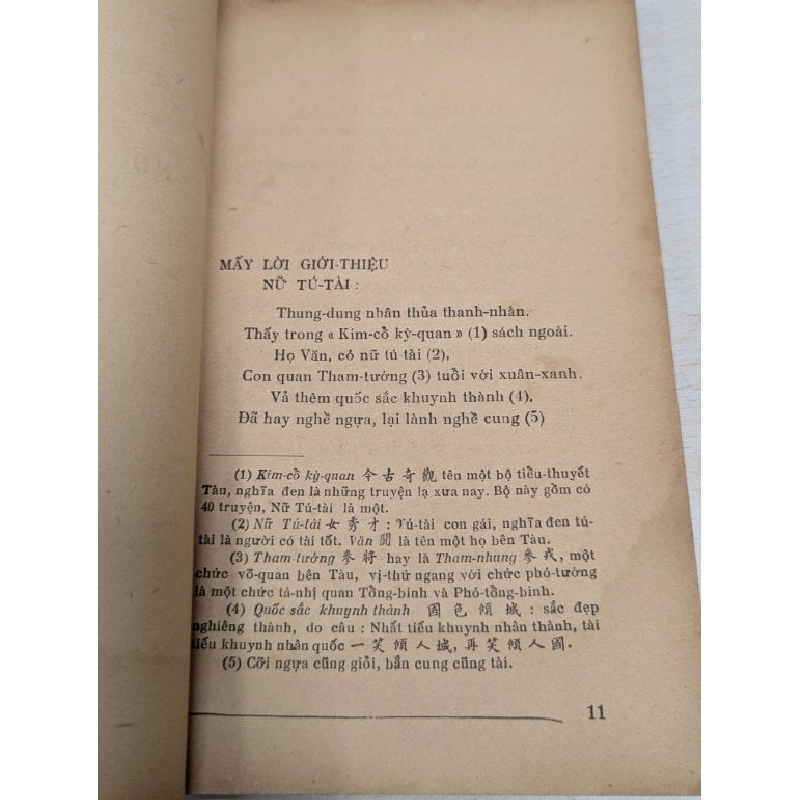 MẤY LỜI GIỚI-THIỆU
NỮ TÚ-TÀI :
Thung-dung nhân thủa thanh-nhàn.
Thấy trong « Kim-cồ kỳ-quan » (1) sách ngoài.
Họ Văn, có nữ tú-tài (2),
Con quan Tham-tướng (3) tuổi vời xuân-xanh.
Vả thêm quốc sắc khuynh thành (4),
Đã hay nghề ngựa, lại lành nghề cung (5)
(1) Kim-cồ kỳ-quan 今古奇觀 tên một bộ tiểu-thuyết
Tàu, nghĩa đen là những truyện lạ xưa nay. Bộ này gồm có
40 truyện, Nữ Tú-tài là một.
(2) Nữ Tú-tài 女秀才 : Tú-tài con gái, nghĩa đen tú-
tài là người có tài tốt. Văn 聞 là tên một họ bên Tàu.
(3) Tham-tướng 參將 hay là Tham-nhung 參戎, một
chức võ-quan bên Tàu, vị-thứ ngang với chức phó-tướng
là một chức tá-nhị quan Tồng-binh và Phó-tồng-binh.
(4) Quốc sắc khuynh thành 國色傾城 : sắc đẹp
nghiêng thành, do câu : Nhất tiếu khuynh nhân thành, tái
tiếu khuynh nhân quốc 一笑傾人城, 再笑傾人國.
(5) Cỡi ngựa cũng giỏi, bắn cung cũng tài.
11